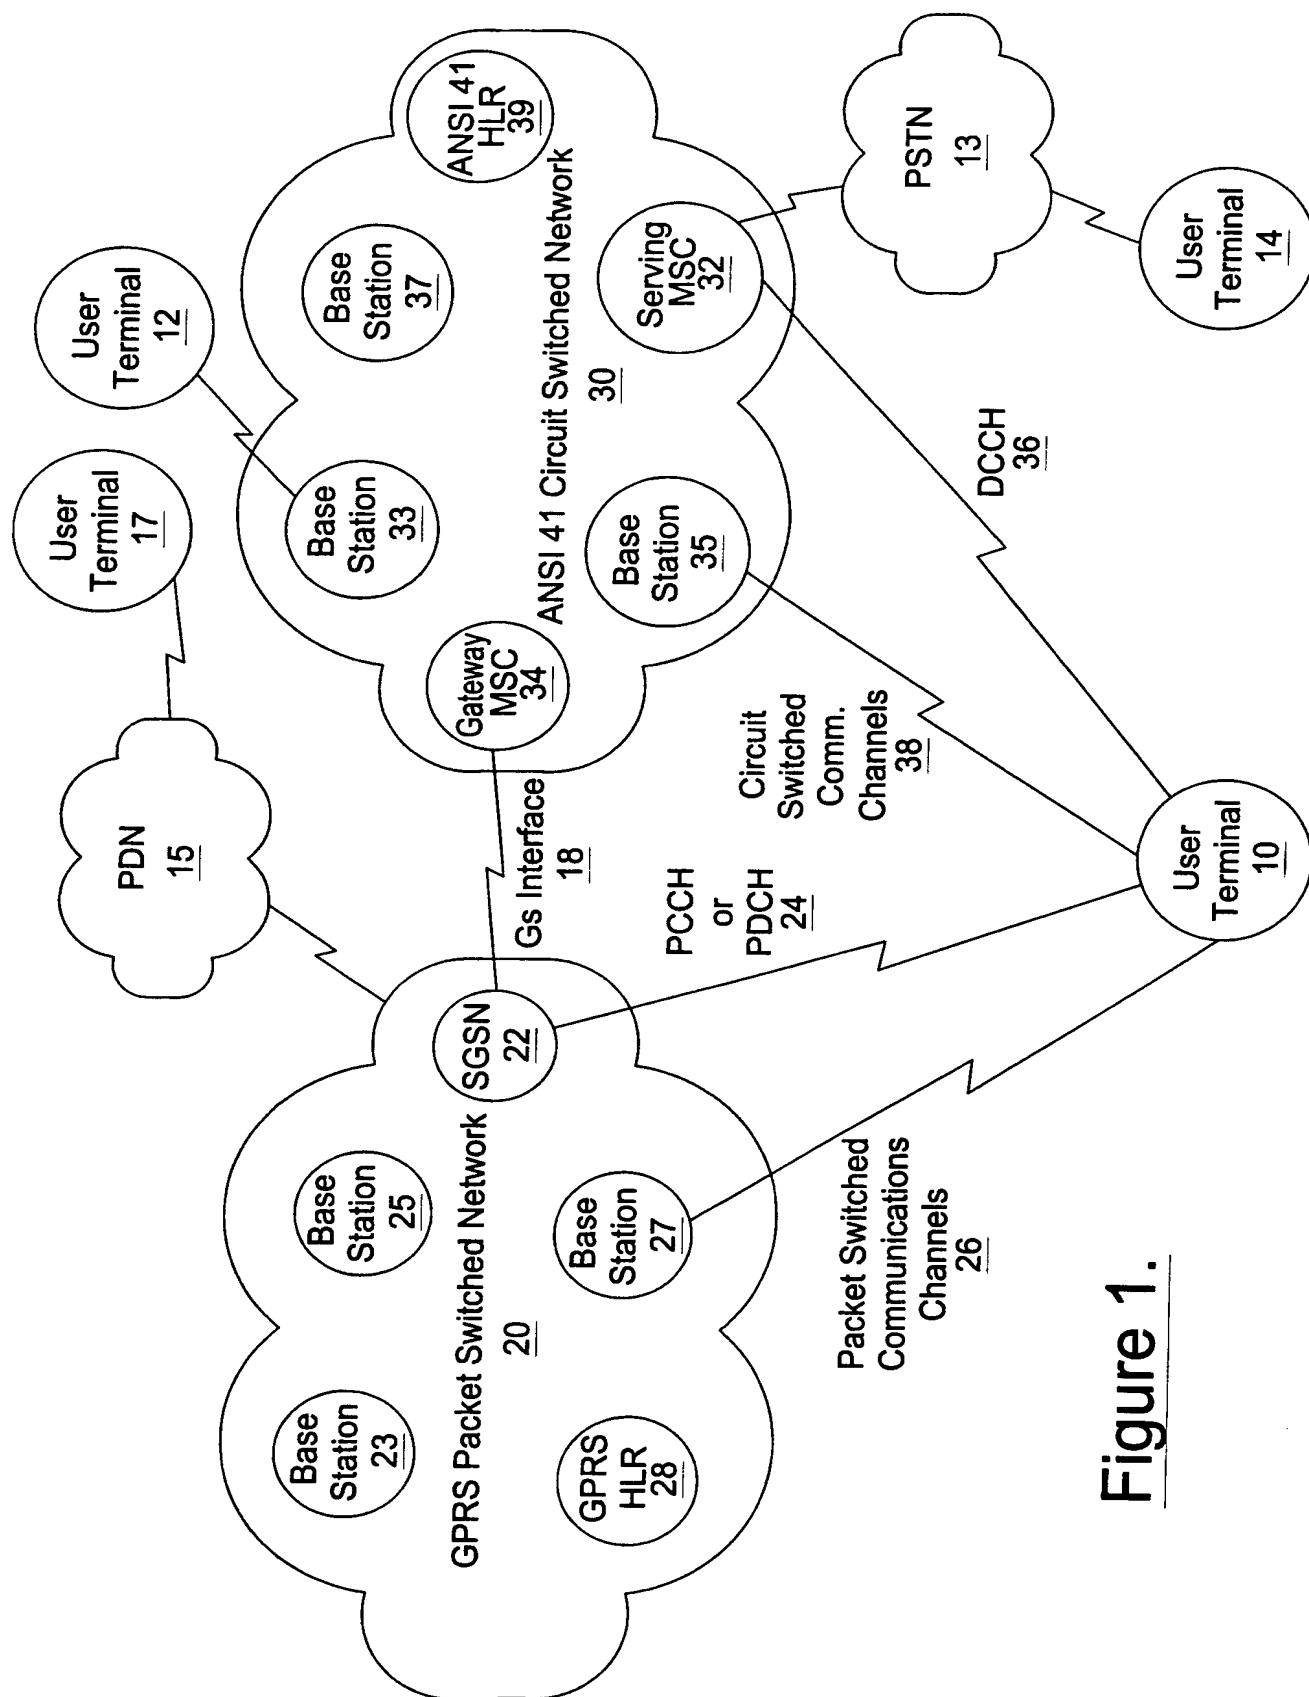 User
Terminal
17
User
Terminal
12
PDN
15
Base
Station
23
Base
Station
25
Base
Station
33
Base
Station
37
ANSI 41
HLR
39
GPRS Packet Switched Network
20
SGSN
22
Gs Interface
18
Gateway
MSC
34
ANSI 41 Circuit Switched Network
30
GPRS
HLR
28
Base
Station
27
Base
Station
35
Serving
MSC
32
PSTN
13
Packet Switched
Communications
Channels
26
PCCH
or
PDCH
24
Circuit
Switched
Comm.
Channels
38
DCCH
36
User
Terminal
10
User
Terminal
14
Figure 1.